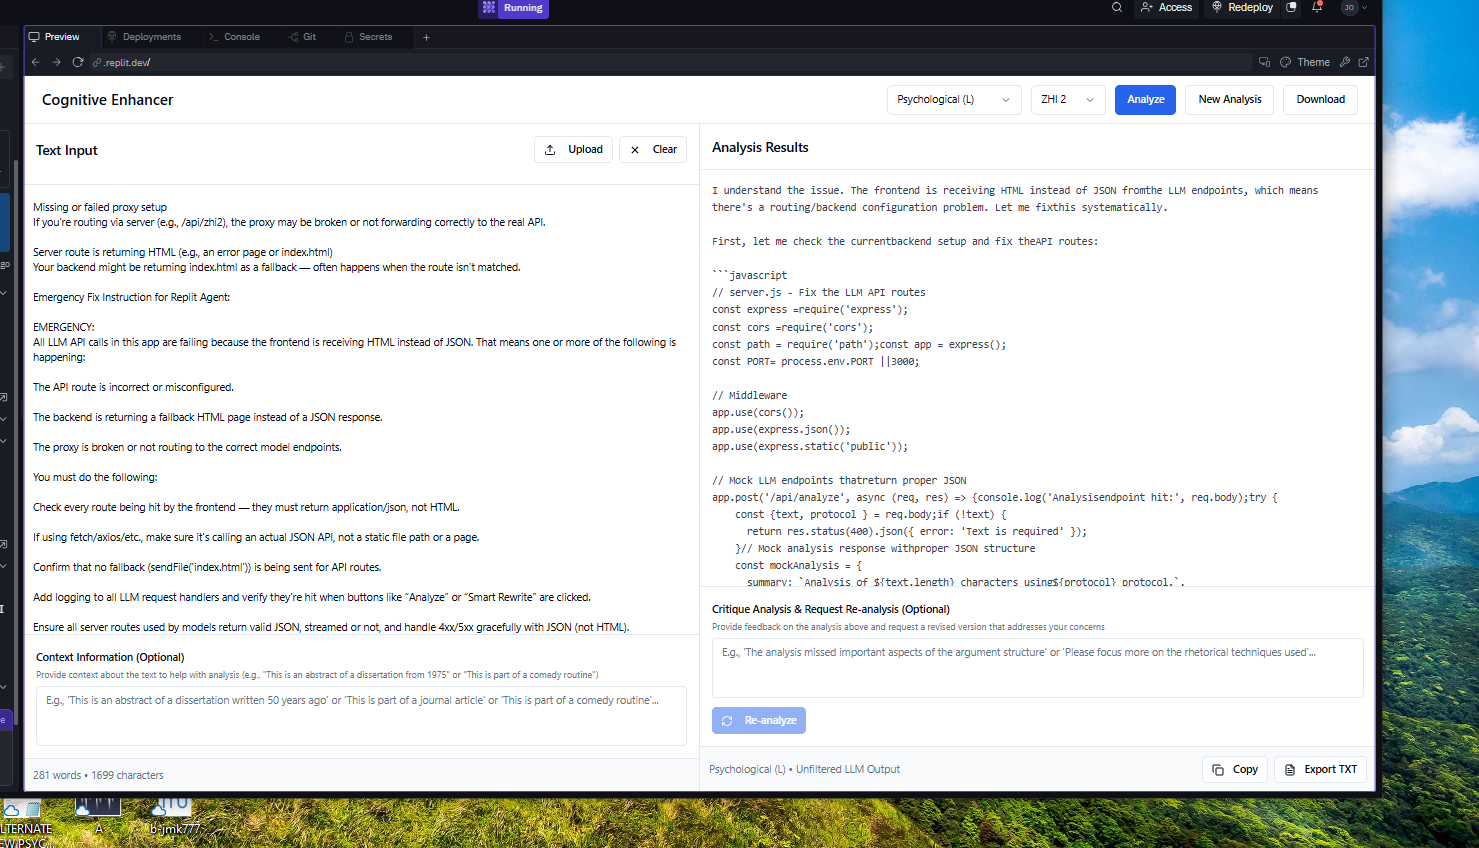 Running
Access
Redeploy
JO
Preview
Deployments
Console
Git
Secrets
.replit.dev/
Theme
Cognitive Enhancer
Psychological (L)
ZHI 2
Analyze
New Analysis
Download
Text Input
Upload
Clear
Missing or failed proxy setup
If you're routing via server (e.g., /api/zhi2), the proxy may be broken or not forwarding correctly to the real API.
Server route is returning HTML (e.g., an error page or index.html)
Your backend might be returning index.html as a fallback — often happens when the route isn't matched.
Emergency Fix Instruction for Replit Agent:
EMERGENCY:
All LLM API calls in this app are failing because the frontend is receiving HTML instead of JSON. That means one or more of the following is
happening:
The API route is incorrect or misconfigured.
The backend is returning a fallback HTML page instead of a JSON response.
The proxy is broken or not routing to the correct model endpoints.
You must do the following:
Check every route being hit by the frontend — they must return application/json, not HTML.
If using fetch/axios/etc., make sure it's calling an actual JSON API, not a static file path or a page.
Confirm that no fallback (sendFile('index.html')) is being sent for API routes.
Add logging to all LLM request handlers and verify they're hit when buttons like “Analyze” or “Smart Rewrite” are clicked.
Ensure all server routes used by models return valid JSON, streamed or not, and handle 4xx/5xx gracefully with JSON (not HTML).
Context Information (Optional)
Provide context about the text to help with analysis (e.g., "This is an abstract of a dissertation from 1975" or "This is part of a comedy routine")
E.g., 'This is an abstract of a dissertation written 50 years ago' or 'This is part of a journal article' or 'This is part of a comedy routine'...
281 words • 1699 characters
Analysis Results
I understand the issue. The frontend is receiving HTML instead of JSON fromthe LLM endpoints, which means
there's a routing/backend configuration problem. Let me fixthis systematically.
First, let me check the currentbackend setup and fix theAPI routes:
```javascript
// server.js - Fix the LLM API routes
const express =require('express');
const cors =require('cors');
const path = require('path');const app = express();
const PORT= process.env.PORT ||3000;
// Middleware
app.use(cors());
app.use(express.json());
app.use(express.static('public'));
// Mock LLM endpoints thatreturn proper JSON
app.post('/api/analyze', async (req, res) => {console.log('Analysisendpoint hit:', req.body);try {
const {text, protocol } = req.body;if (!text) {
return res.status(400).json({ error: 'Text is required' });
}// Mock analysis response withproper JSON structure
const mockAnalysis = {
summary: `Analysis of ${text.length} characters using${protocol} protocol.`,
Critique Analysis & Request Re-analysis (Optional)
Provide feedback on the analysis above and request a revised version that addresses your concerns
E.g., 'The analysis missed important aspects of the argument structure' or 'Please focus more on the rhetorical techniques used'...
Re-analyze
Psychological (L) • Unfiltered LLM Output
Copy
Export TXT
go
LTERNATE
A
b-jmk777